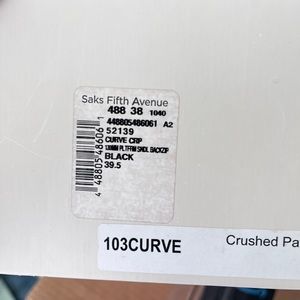 Saks Fifth Avenue
488 38 1040
448805486061 A2
52139
CURVE CRP
130MM PLTFRM SNDL BACKZIP
BLACK
39.5
4 48805 48606 1
103CURVE
Crushed Pa